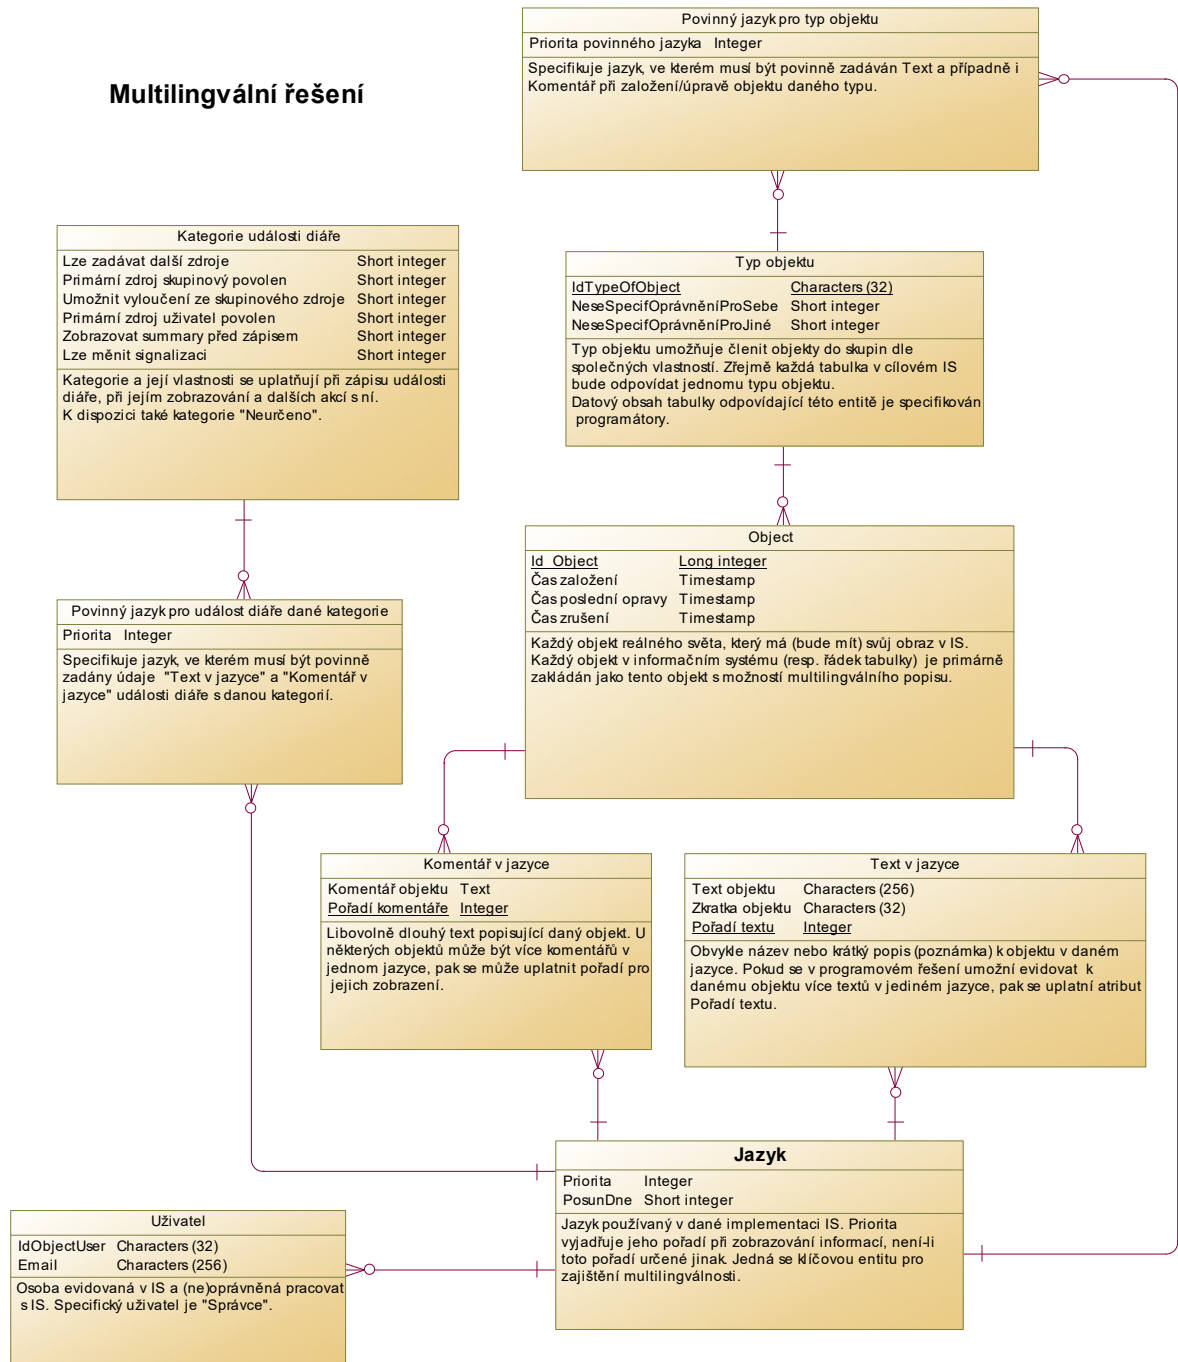 Povinný jazyk pro typ objektu
Priorita povinného jazyka Integer
Specifikuje jazyk, ve kterém musí být povinně zadáván Text a případně i
Komentář při založení/úpravě objektu daného typu.
Multilingvální řešení
Kategorie události diáře
Lze zadávat další zdroje Short integer
Primární zdroj skupinový povolen Short integer
Umožnit vyloučení ze skupinového zdroje Short integer
Primární zdroj uživatel povolen Short integer
Zobrazovat summary před zápisem Short integer
Lze měnit signalizaci Short integer
Kategorie a její vlastnosti se uplatňují při zápisu události
diáře, při jejím zobrazování a dalších akcí s ní.
K dispozici také kategorie "Neurčeno".
Typ objektu
IdTypeOfObject Characters (32)
NeseSpecifOprávněníProSebe Short integer
NeseSpecifOprávněníProJiné Short integer
Typ objektu umožňuje členit objekty do skupin dle
společných vlastností. Zřejmě každá tabulka v cílovém IS
bude odpovídat jednomu typu objektu.
Datový obsah tabulky odpovídající této entitě je specifikován
programátory.
Object
Id_Object Long integer
Čas založení Timestamp
Čas poslední opravy Timestamp
Čas zrušení Timestamp
Každý objekt reálného světa, který má (bude mít) svůj obraz v IS.
Každý objekt v informačním systému (resp. řádek tabulky) je primárně
zakládán jako tento objekt s možností multilingválního popisu.
Povinný jazyk pro událost diáře dané kategorie
Priorita Integer
Specifikuje jazyk, ve kterém musí být povinně
zadány údaje "Text v jazyce" a "Komentář v
jazyce" události diáře s danou kategorií.
Komentář v jazyce
Komentář objektu Text
Pořadí komentáře Integer
Libovolně dlouhý text popisující daný objekt. U
některých objektů může být více komentářů v
jednom jazyce, pak se může uplatnit pořadí pro
jejich zobrazení.
Text v jazyce
Text objektu Characters (256)
Zkratka objektu Characters (32)
Pořadí textu Integer
Obvykle název nebo krátký popis (poznámka) k objektu v daném
jazyce. Pokud se v programovém řešení umožní evidovat k
danému objektu více textů v jediném jazyce, pak se uplatní atribut
Pořadí textu.
Jazyk
Priorita Integer
PosunDne Short integer
Jazyk používaný v dané implementaci IS. Priorita
vyjadřuje jeho pořadí při zobrazování informací, není-li
toto pořadí určené jinak. Jedná se klíčovou entitu pro
zajištění multilingválnosti.
Uživatel
IdObjectUser Characters (32)
Email Characters (256)
Osoba evidovaná v IS a (ne)oprávněná pracovat
s IS. Specifický uživatel je "Správce".